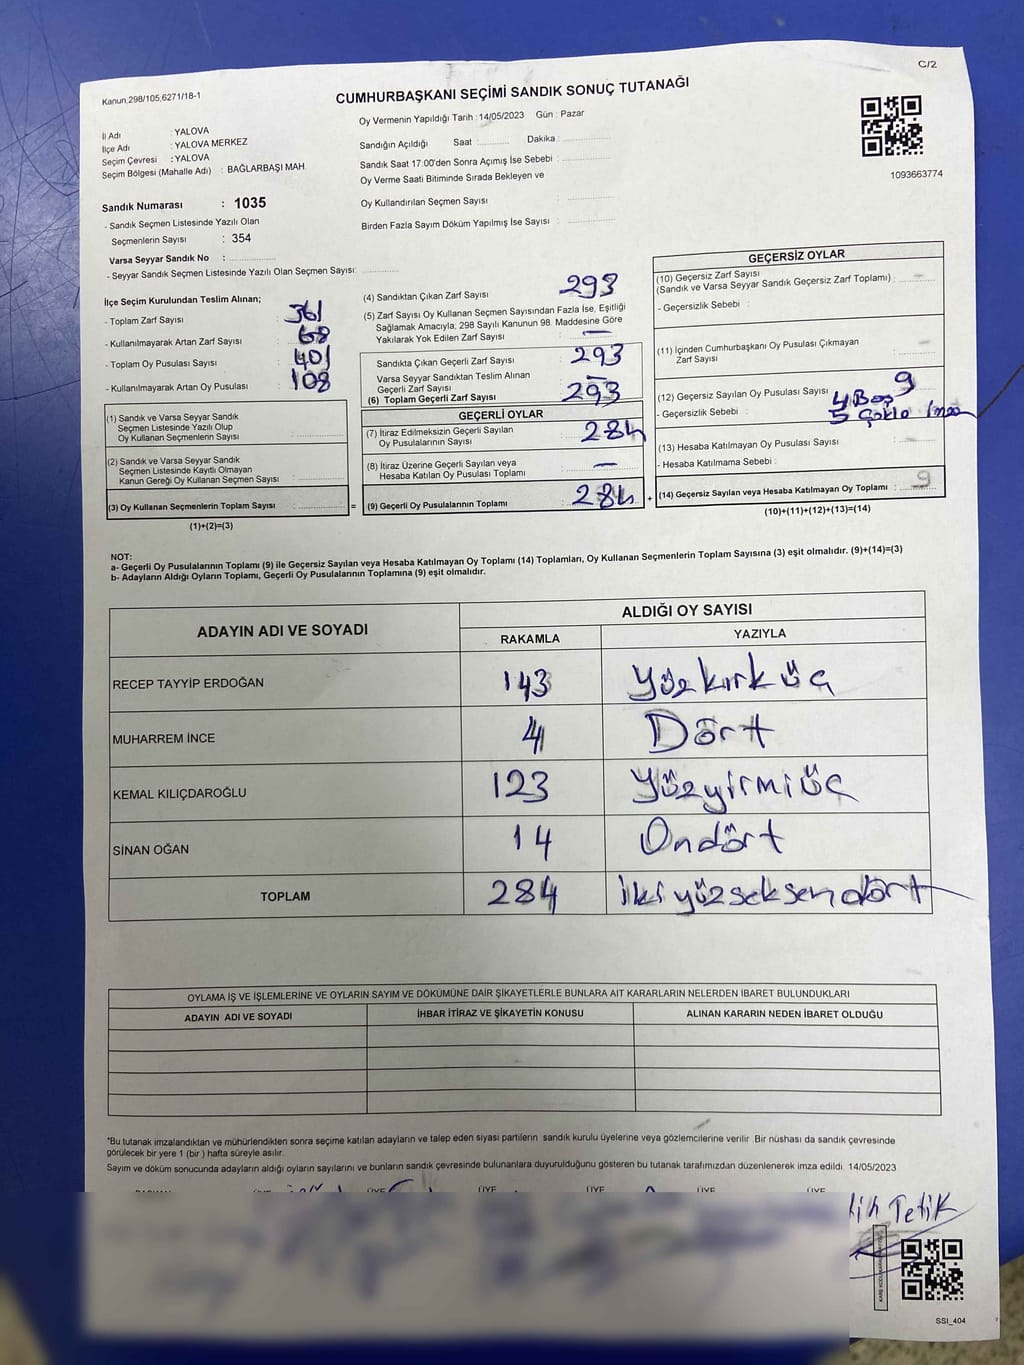 C/2
Kanun,298/105,6271/18-1
CUMHURBAŞKANI SEÇİMİ SANDIK SONUÇ TUTANAĞI
İl Adı : YALOVA
İlçe Adı : YALOVA MERKEZ
Seçim Çevresi : YALOVA
Seçim Bölgesi (Mahalle Adı) : BAĞLARBAŞI MAH
Sandık Numarası : 1035
- Sandık Seçmen Listesinde Yazılı Olan
Seçmenlerin Sayısı : 354
Varsa Seyyar Sandık No :
- Seyyar Sandık Seçmen Listesinde Yazılı Olan Seçmen Sayısı:
Oy Vermenin Yapıldığı Tarih : 14/05/2023 Gün : Pazar
Sandığın Açıldığı Saat : Dakika :
Sandık Saat 17:00'den Sonra Açımış İse Sebebi :
Oy Verme Saati Bitiminde Sırada Bekleyen ve
Oy Kullandırılan Seçmen Sayısı :
Birden Fazla Sayım Döküm Yapılmış İse Sayısı :
1093663774
İlçe Seçim Kurulundan Teslim Alınan;
- Toplam Zarf Sayısı : 361
- Kullanılmayarak Artan Zarf Sayısı : 68
- Toplam Oy Pusulası Sayısı : 401
- Kullanılmayarak Artan Oy Pusulası : 108
(1) Sandık ve Varsa Seyyar Sandık
Seçmen Listesinde Yazılı Olup
Oy Kullanan Seçmenlerin Sayısı :
(2) Sandık ve Varsa Seyyar Sandık
Seçmen Listesinde Kayıtlı Olmayan
Kanun Gereği Oy Kullanan Seçmen Sayısı :
(3) Oy Kullanan Seçmenlerin Toplam Sayısı :
(1)+(2)=(3)
(4) Sandıktan Çıkan Zarf Sayısı : 293
(5) Zarf Sayısı Oy Kullanan Seçmen Sayısından Fazla İse, Eşitliği
Sağlamak Amacıyla; 298 Sayılı Kanunun 98. Maddesine Göre
Yakılarak Yok Edilen Zarf Sayısı : —
Sandıkta Çıkan Geçerli Zarf Sayısı : 293
Varsa Seyyar Sandıktan Teslim Alınan
Geçerli Zarf Sayısı : —
(6) Toplam Geçerli Zarf Sayısı : 293
GEÇERLİ OYLAR
(7) İtiraz Edilmeksizin Geçerli Sayılan
Oy Pusulalarının Sayısı : 284
(8) İtiraz Üzerine Geçerli Sayılan veya
Hesaba Katılan Oy Pusulası Toplamı : —
= (9) Geçerli Oy Pusulalarının Toplamı : 284 +
GEÇERSİZ OYLAR
(10) Geçersiz Zarf Sayısı
(Sandık ve Varsa Seyyar Sandık Geçersiz Zarf Toplamı) : —
- Geçersizlik Sebebi :
(11) İçinden Cumhurbaşkanı Oy Pusulası Çıkmayan
Zarf Sayısı : —
(12) Geçersiz Sayılan Oy Pusulası Sayısı : 9
- Geçersizlik Sebebi : 4 Boş
5 Çoklo İmza
(13) Hesaba Katılmayan Oy Pusulası Sayısı : —
- Hesaba Katılmama Sebebi :
(14) Geçersiz Sayılan veya Hesaba Katılmayan Oy Toplamı : 9
(10)+(11)+(12)+(13)=(14)
NOT:
a- Geçerli Oy Pusulalarının Toplamı (9) ile Geçersiz Sayılan veya Hesaba Katılmayan Oy Toplamı (14) Toplamları, Oy Kullanan Seçmenlerin Toplam Sayısına (3) eşit olmalıdır. (9)+(14)=(3)
b- Adayların Aldığı Oyların Toplamı, Geçerli Oy Pusulalarının Toplamına (9) eşit olmalıdır.
ADAYIN ADI VE SOYADI
ALDIĞI OY SAYISI
RAKAMLA YAZIYLA
RECEP TAYYİP ERDOĞAN 143 Yüzkırküç
MUHARREM İNCE 4 Dört
KEMAL KILIÇDAROĞLU 123 Yüzyirmiüç
SİNAN OĞAN 14 Ondört
TOPLAM 284 İkiyüzseksendört
OYLAMA İŞ VE İŞLEMLERİNE VE OYLARIN SAYIM VE DÖKÜMÜNE DAİR ŞİKAYETLERLE BUNLARA AİT KARARLARIN NELERDEN İBARET BULUNDUKLARI
ADAYIN ADI VE SOYADI İHBAR İTİRAZ VE ŞİKAYETİN KONUSU ALINAN KARARIN NEDEN İBARET OLDUĞU
*Bu tutanak imzalandıktan ve mühürlendikten sonra seçime katılan adayların ve talep eden siyasi partilerin sandık kurulu üyelerine veya gözlemcilerine verilir. Bir nüshası da sandık çevresinde
görülecek bir yere 1 (bir) hafta süreyle asılır.
Sayım ve döküm sonucunda adayların aldığı oyların sayılarını ve bunların sandık çevresinde bulunanlara duyurulduğunu gösteren bu tutanak tarafımızdan düzenlenerek imza edildi. 14/05/2023
BAŞKAN ÜYE ÜYE ÜYE ÜYE ÜYE ÜYE
Tetik
SSİ_404